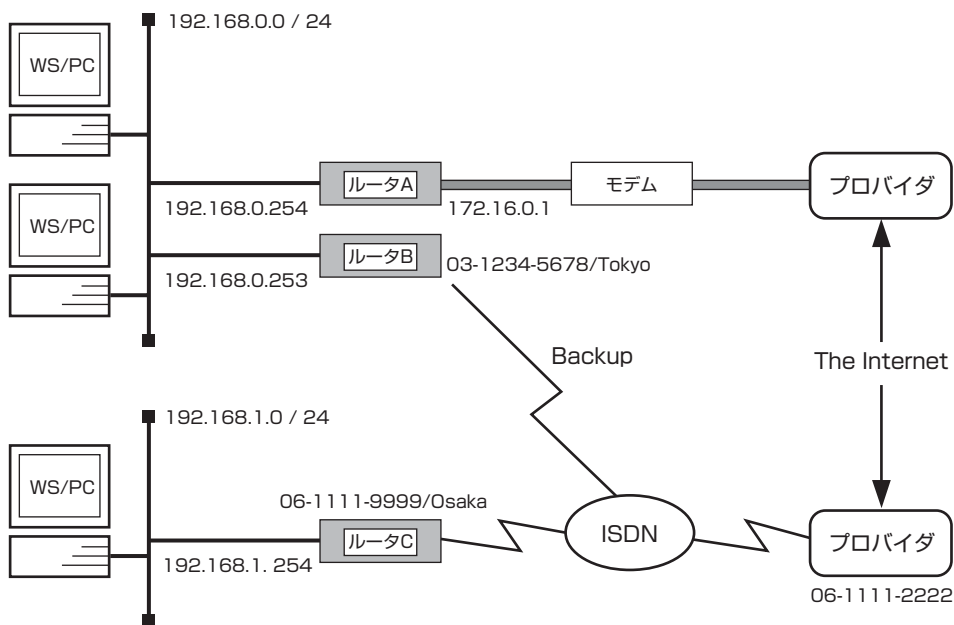 192.168.0.0 / 24
WS/PC
ルータA
モデム
プロバイダ
192.168.0.254
172.16.0.1
WS/PC
ルータB
03-1234-5678/Tokyo
192.168.0.253
Backup
The Internet
192.168.1.0 / 24
WS/PC
06-1111-9999/Osaka
ルータC
ISDN
プロバイダ
192.168.1. 254
06-1111-2222